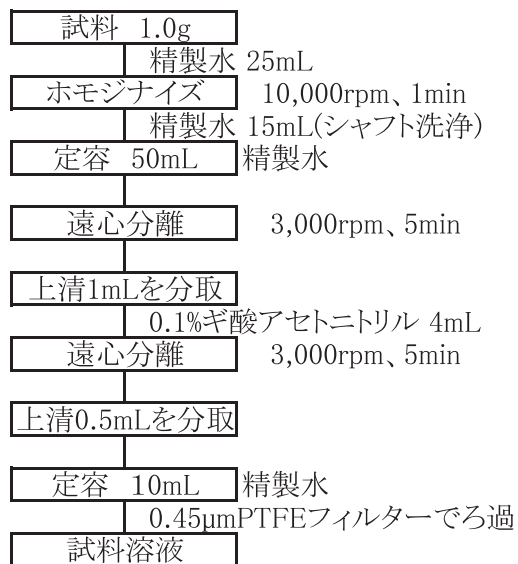 試料 1.0g
精製水 25mL
ホモジナイズ 10,000rpm、1min
精製水 15mL(シャフト洗浄)
定容 50mL 精製水
遠心分離 3,000rpm、5min
上清1mLを分取
0.1%ギ酸アセトニトリル 4mL
遠心分離 3,000rpm、5min
上清0.5mLを分取
定容 10mL 精製水
0.45μmPTFEフィルターでろ過
試料溶液